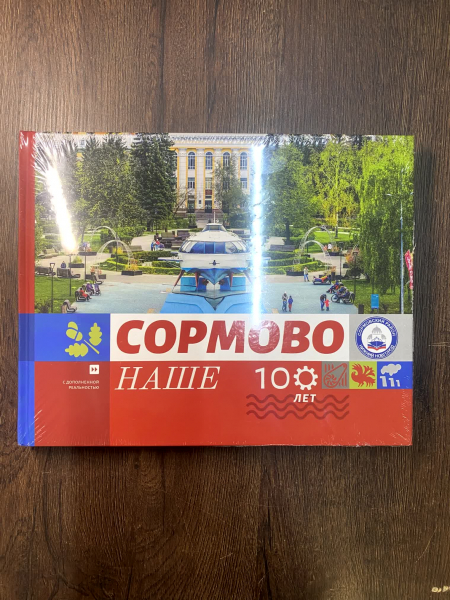 СОРМОВО
НАШЕ
100
ЛЕТ
С ДОПОЛНЕННОЙ
РЕАЛЬНОСТЬЮ